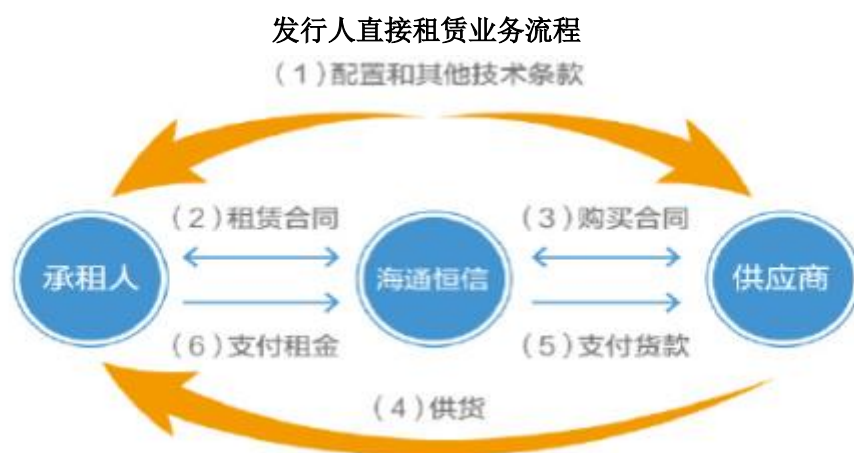 发行人直接租赁业务流程
（1）配置和其他技术条款
（2）租赁合同
（3）购买合同
承租人
海通恒信
供应商
（6）支付租金
（5）支付货款
（4）供货